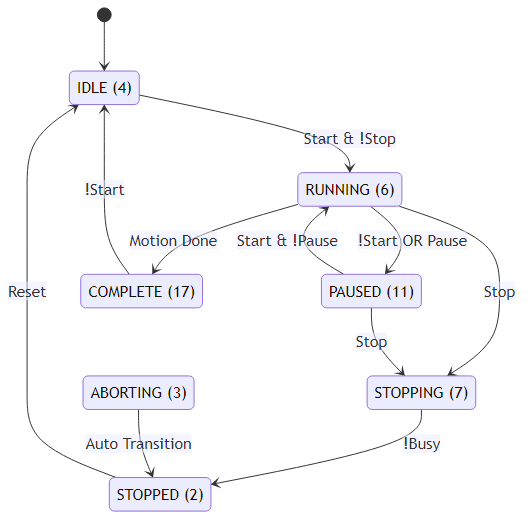 IDLE (4)
Start & !Stop
RUNNING (6)
!Start
Motion Done
Start & !Pause
!Start OR Pause
COMPLETE (17)
PAUSED (11)
Reset
Stop
Stop
ABORTING (3)
STOPPING (7)
Auto Transition
!Busy
STOPPED (2)